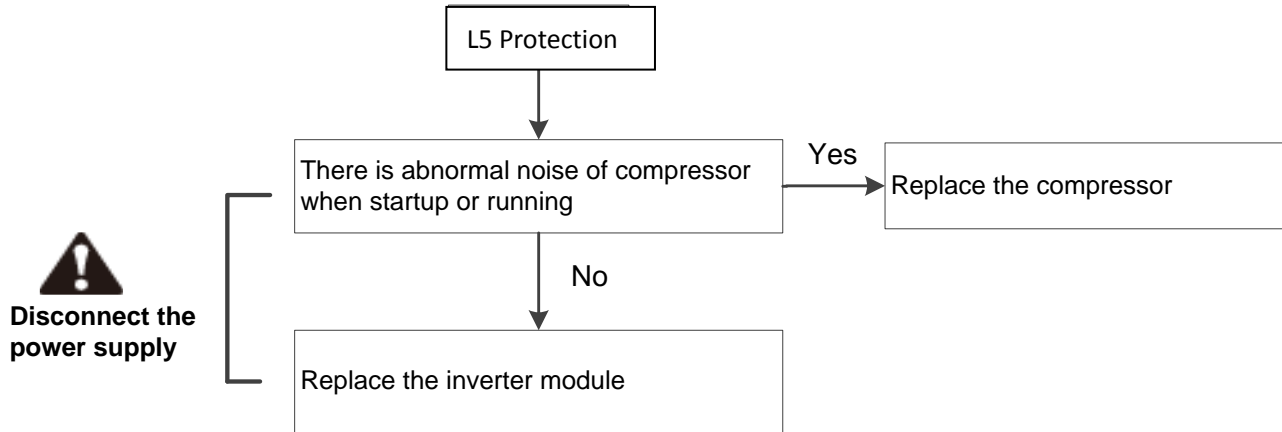 L5 Protection
There is abnormal noise of compressor
when startup or running
Yes
Replace the compressor
No
Disconnect the
power supply
Replace the inverter module